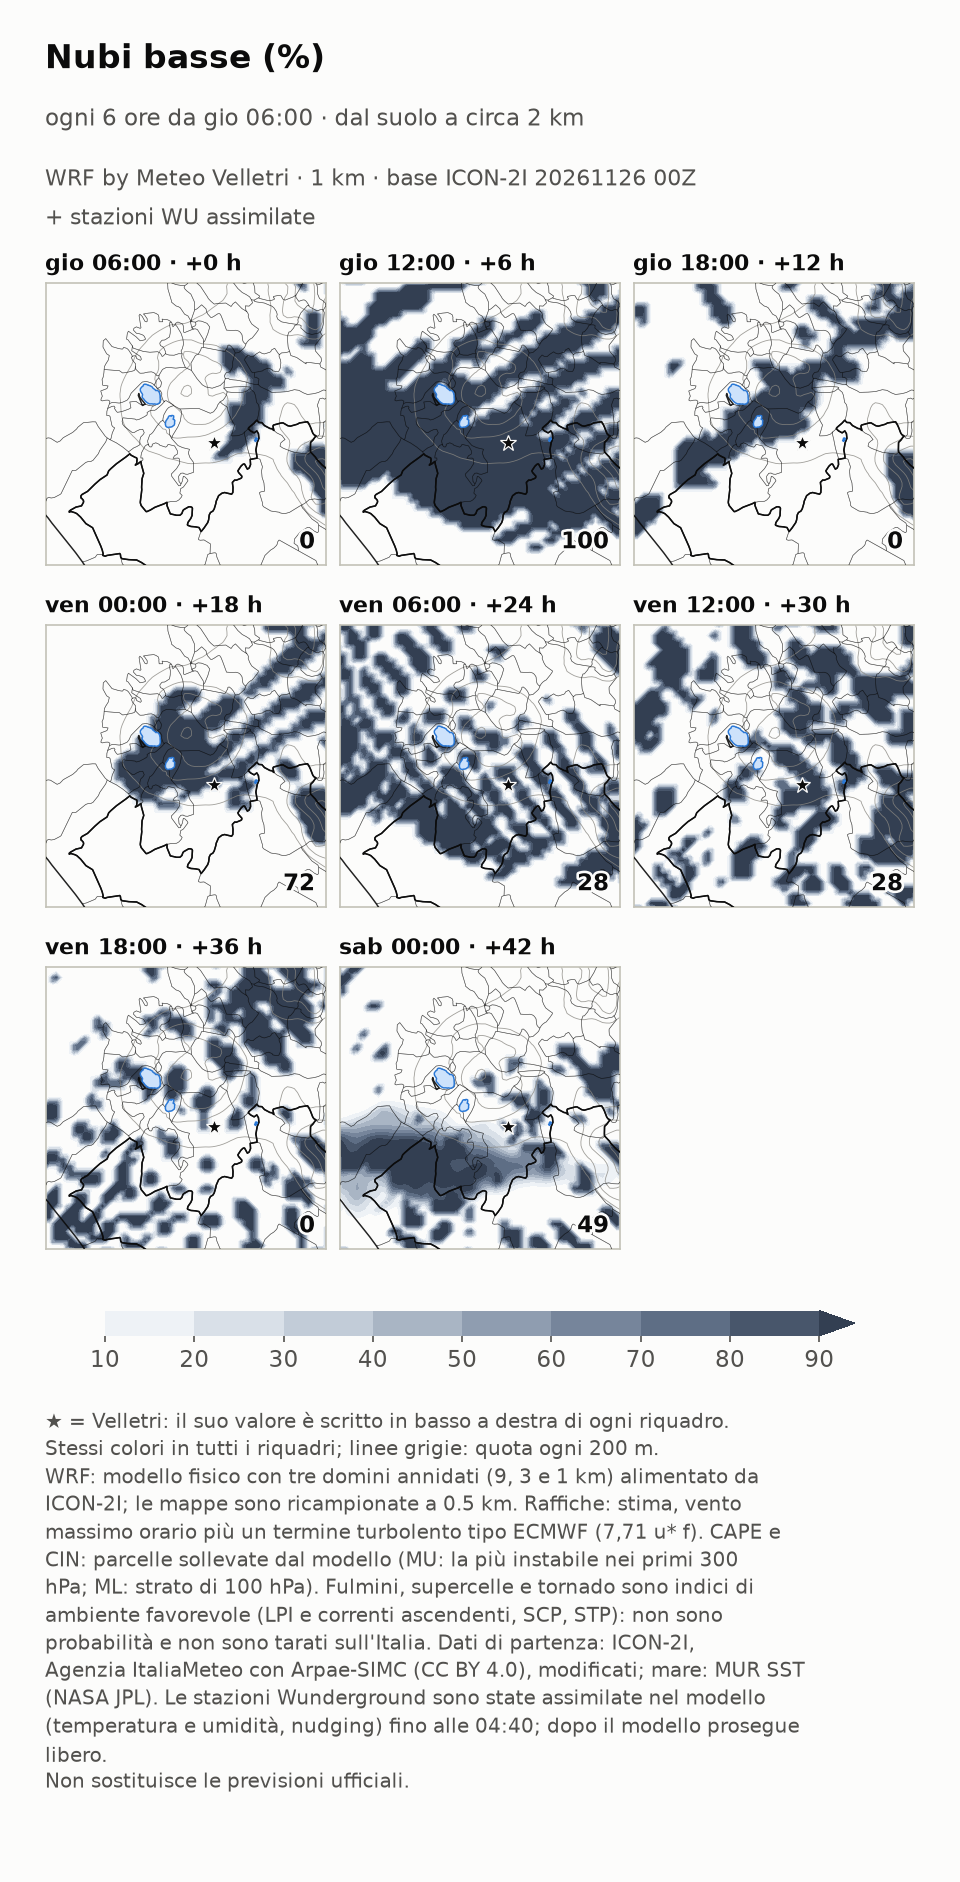 Nubi basse (%)
ogni 6 ore da gio 06:00 · dal suolo a circa 2 km
WRF by Meteo Velletri · 1 km · base ICON-2I 20261126 00Z
+ stazioni WU assimilate
gio 06:00 · +0 h
gio 12:00 · +6 h
gio 18:00 · +12 h
0
100
0
ven 00:00 · +18 h
ven 06:00 · +24 h
ven 12:00 · +30 h
72
28
28
ven 18:00 · +36 h
sab 00:00 · +42 h
0
49
10 20 30 40 50 60 70 80 90
★ = Velletri: il suo valore è scritto in basso a destra di ogni riquadro.
Stessi colori in tutti i riquadri; linee grigie: quota ogni 200 m.
WRF: modello fisico con tre domini annidati (9, 3 e 1 km) alimentato da
ICON-2I; le mappe sono ricampionate a 0.5 km. Raffiche: stima, vento
massimo orario più un termine turbolento tipo ECMWF (7,71 u* f). CAPE e
CIN: parcelle sollevate dal modello (MU: la più instabile nei primi 300
hPa; ML: strato di 100 hPa). Fulmini, supercelle e tornado sono indici di
ambiente favorevole (LPI e correnti ascendenti, SCP, STP): non sono
probabilità e non sono tarati sull'Italia. Dati di partenza: ICON-2I,
Agenzia ItaliaMeteo con Arpae-SIMC (CC BY 4.0), modificati; mare: MUR SST
(NASA JPL). Le stazioni Wunderground sono state assimilate nel modello
(temperatura e umidità, nudging) fino alle 04:40; dopo il modello prosegue
libero.
Non sostituisce le previsioni ufficiali.